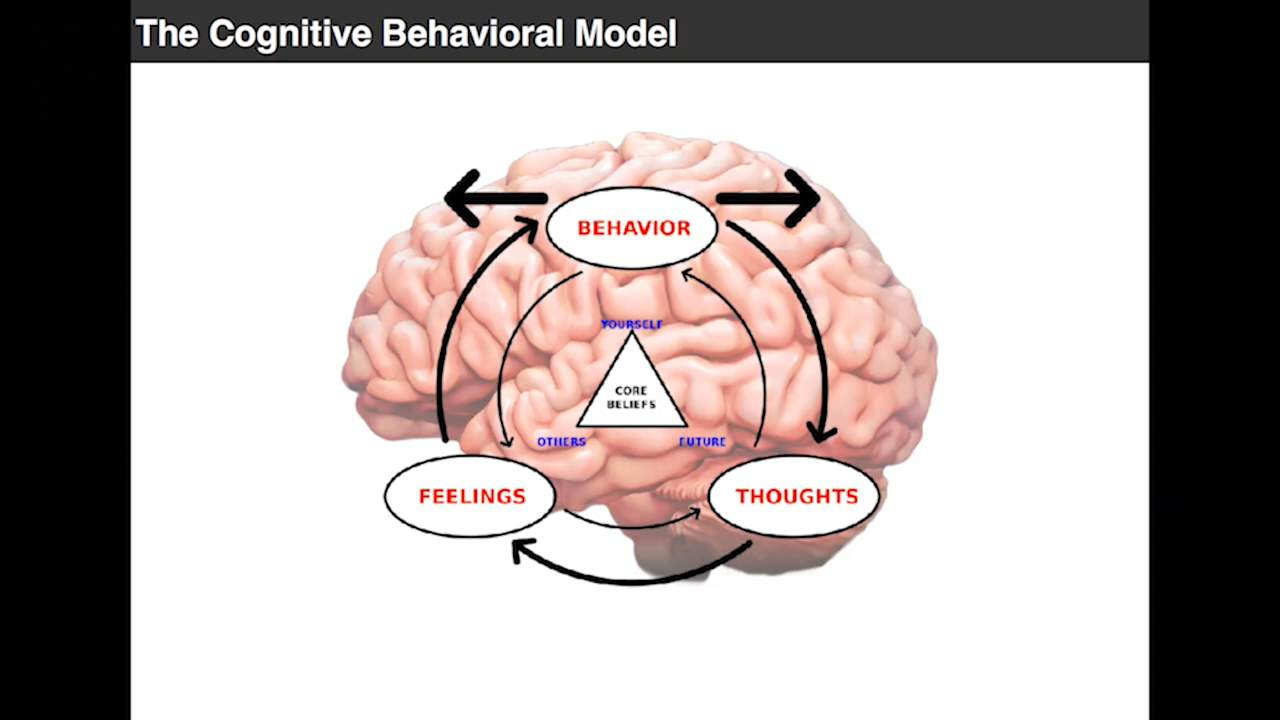 The Cognitive Behavioral Model
BEHAVIOR
YOURSELF
CORE
BELIEFS
OTHERS
FUTURE
FEELINGS
THOUGHTS